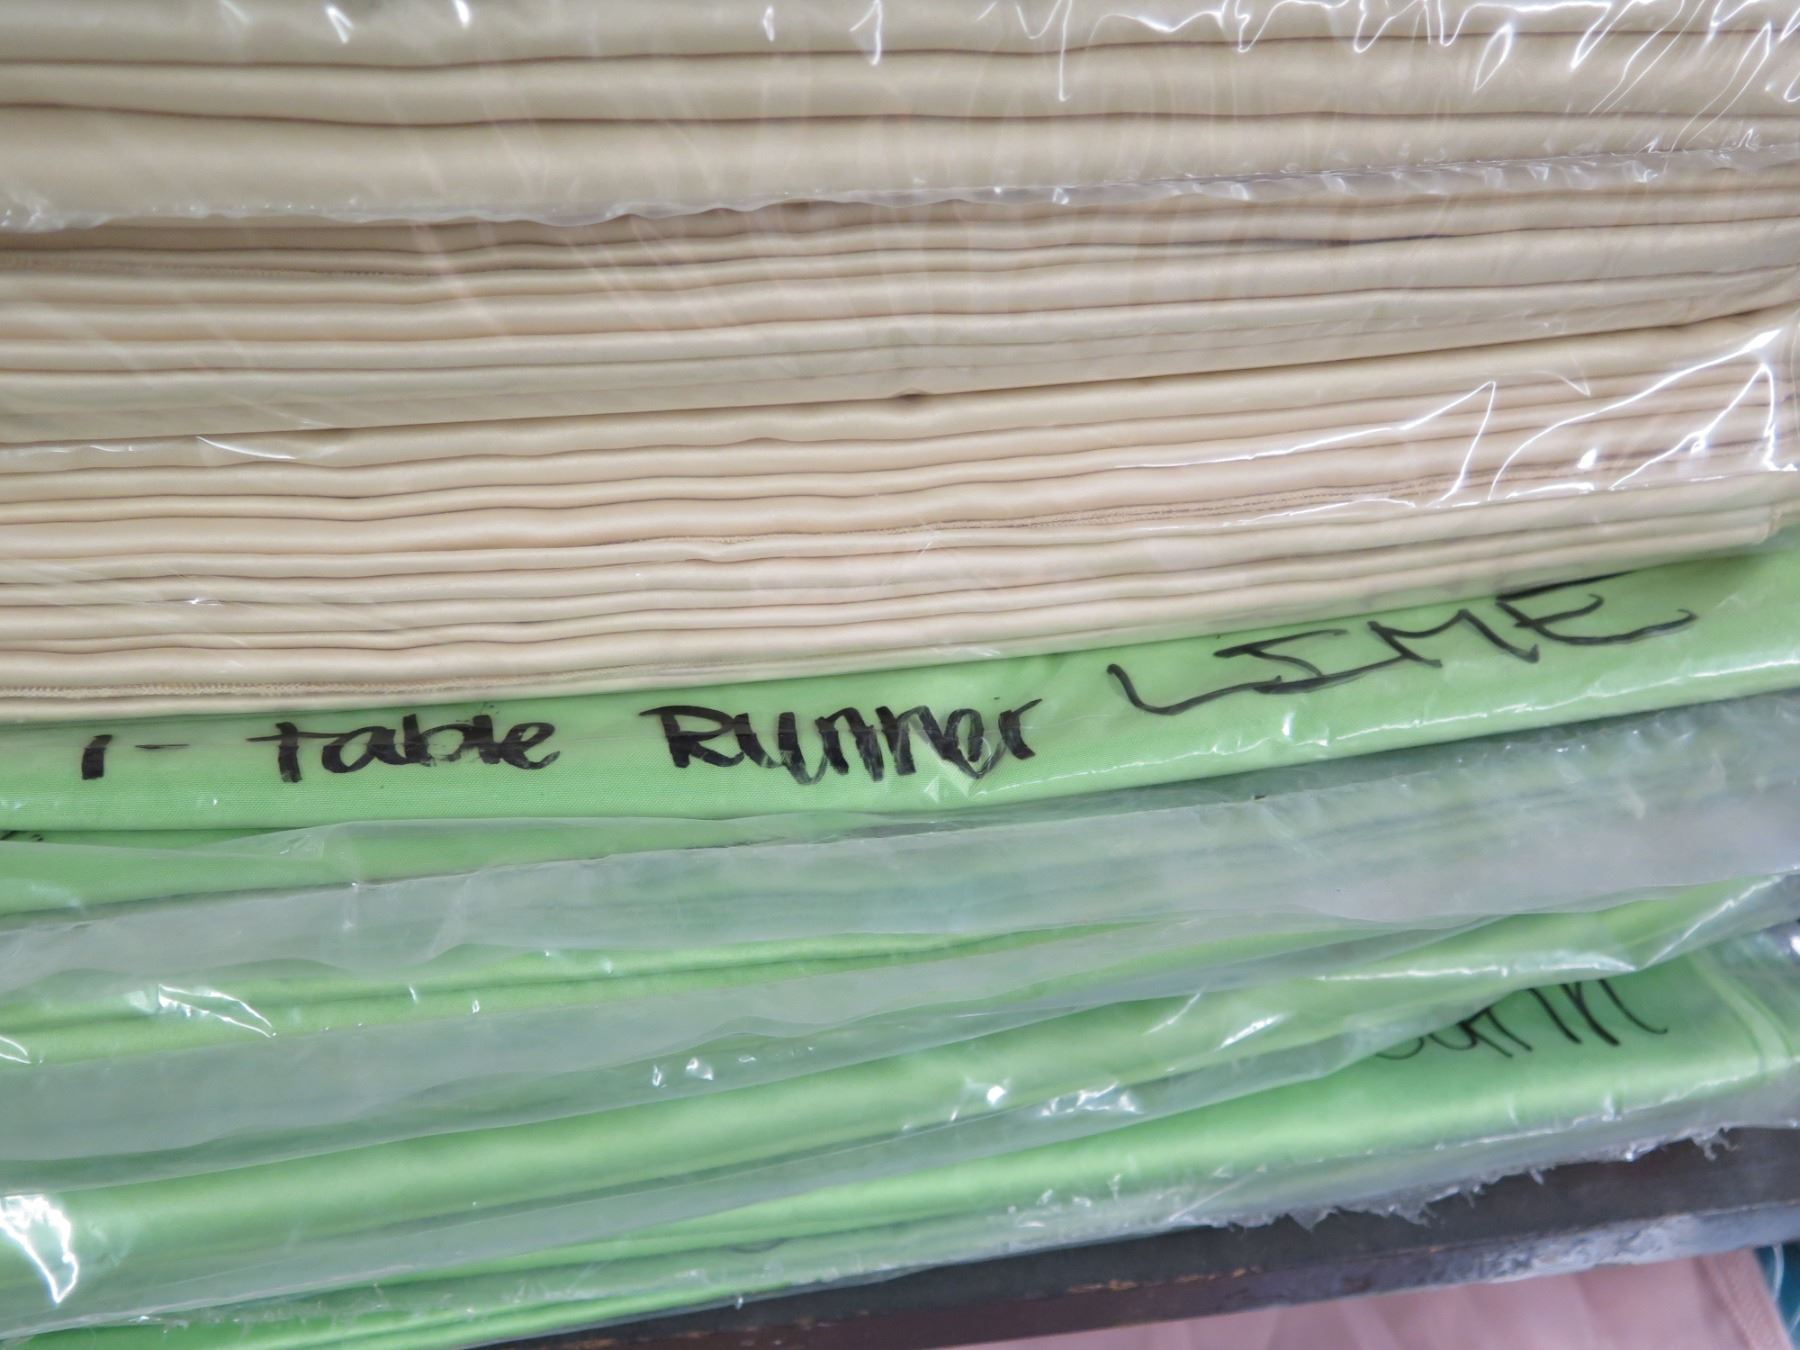 1- table Runner LIME